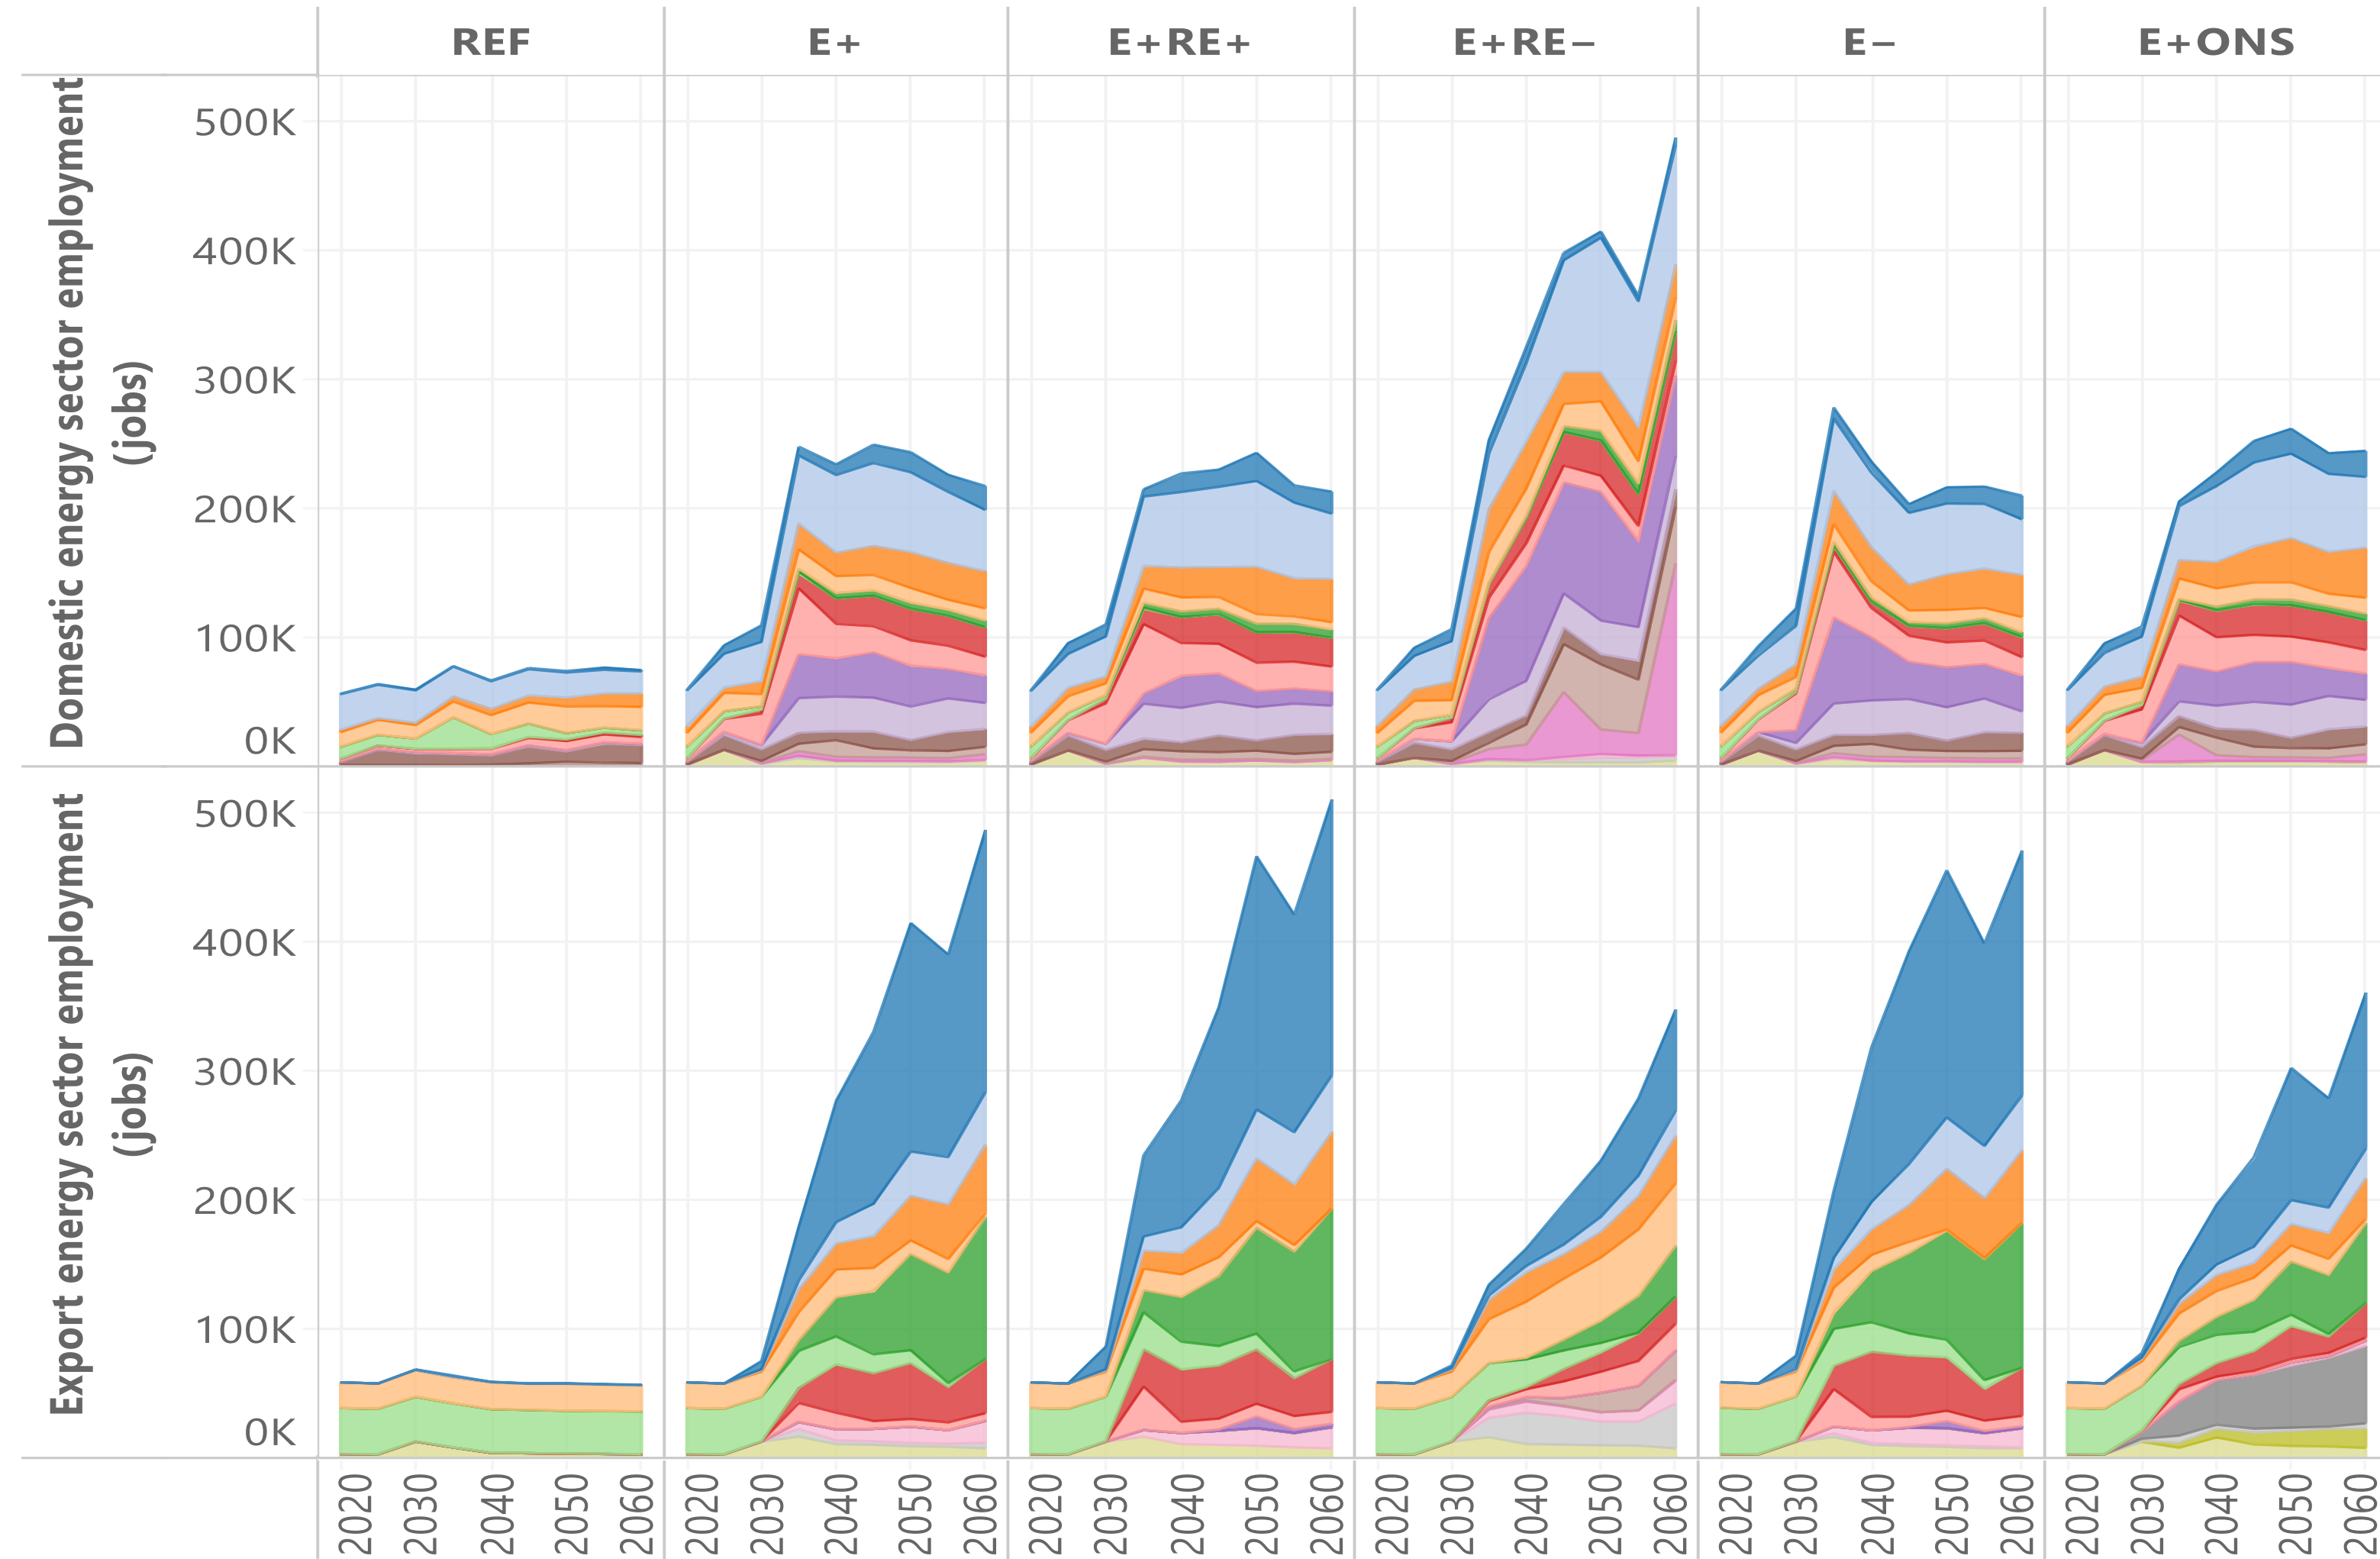 REF E+ E+RE+ E+RE− E− E+ONS
Domestic energy sector employment
(jobs)
500K
400K
300K
200K
100K
0K
Export energy sector employment
(jobs)
500K
400K
300K
200K
100K
0K
2020 2030 2040 2050 2060 2020 2030 2040 2050 2060 2020 2030 2040 2050 2060 2020 2030 2040 2050 2060 2020 2030 2040 2050 2060 2020 2030 2040 2050 2060